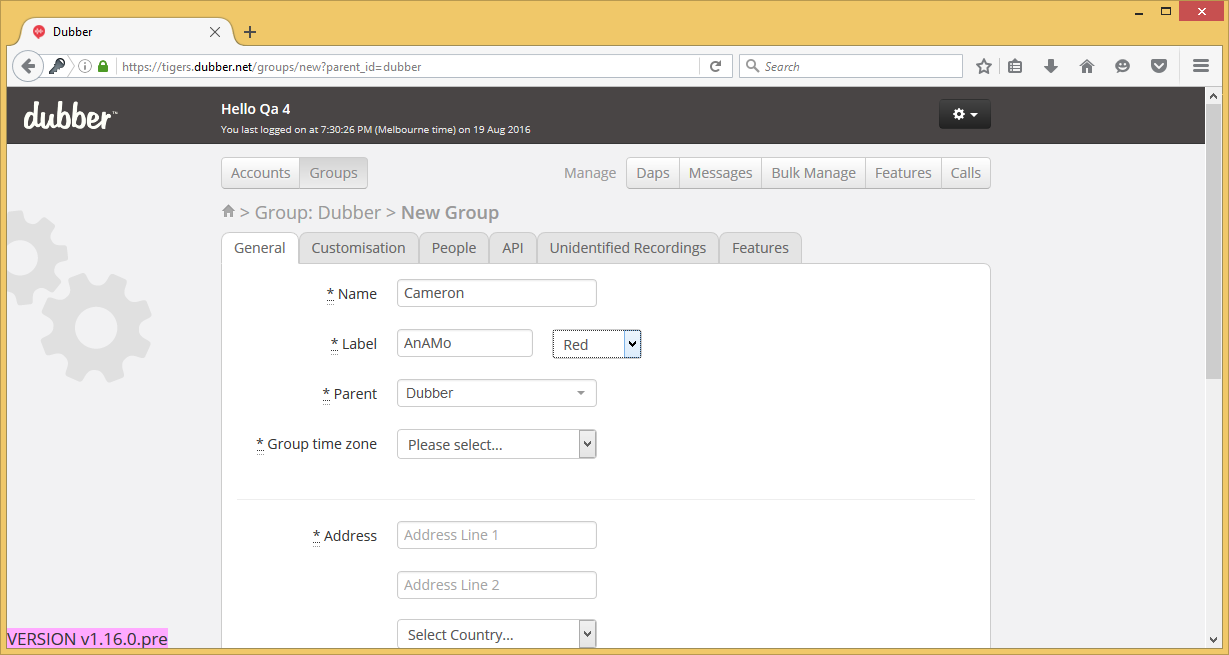 Dubber
https://tigers.dubber.net/groups/new?parent_id=dubber
Search
dubber™
Hello Qa 4
You last logged on at 7:30:26 PM (Melbourne time) on 19 Aug 2016
Accounts Groups Manage Daps Messages Bulk Manage Features Calls
> Group: Dubber > New Group
General Customisation People API Unidentified Recordings Features
* Name Cameron
* Label AnAMo Red
* Parent Dubber
* Group time zone Please select...
* Address Address Line 1
Address Line 2
Select Country...
VERSION v1.16.0.pre